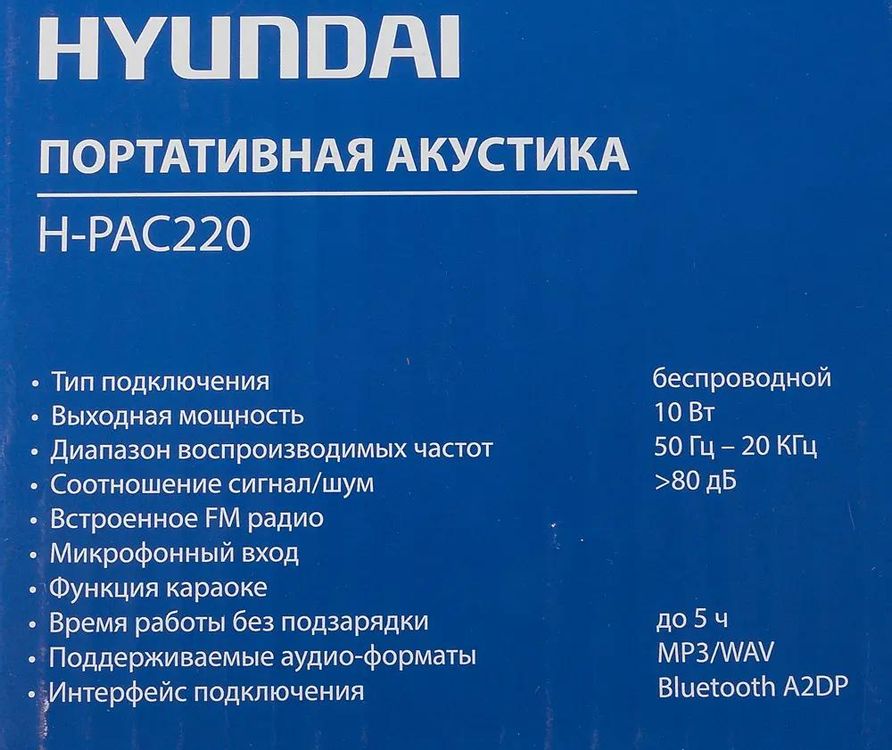 HYUNDAI
ПОРТАТИВНАЯ АКУСТИКА
H-PAC220
• Тип подключения беспроводной
• Выходная мощность 10 Вт
• Диапазон воспроизводимых частот 50 Гц – 20 КГц
• Соотношение сигнал/шум >80 дБ
• Встроенное FM радио
• Микрофонный вход
• Функция караоке
• Время работы без подзарядки до 5 ч
• Поддерживаемые аудио-форматы MP3/WAV
• Интерфейс подключения Bluetooth A2DP